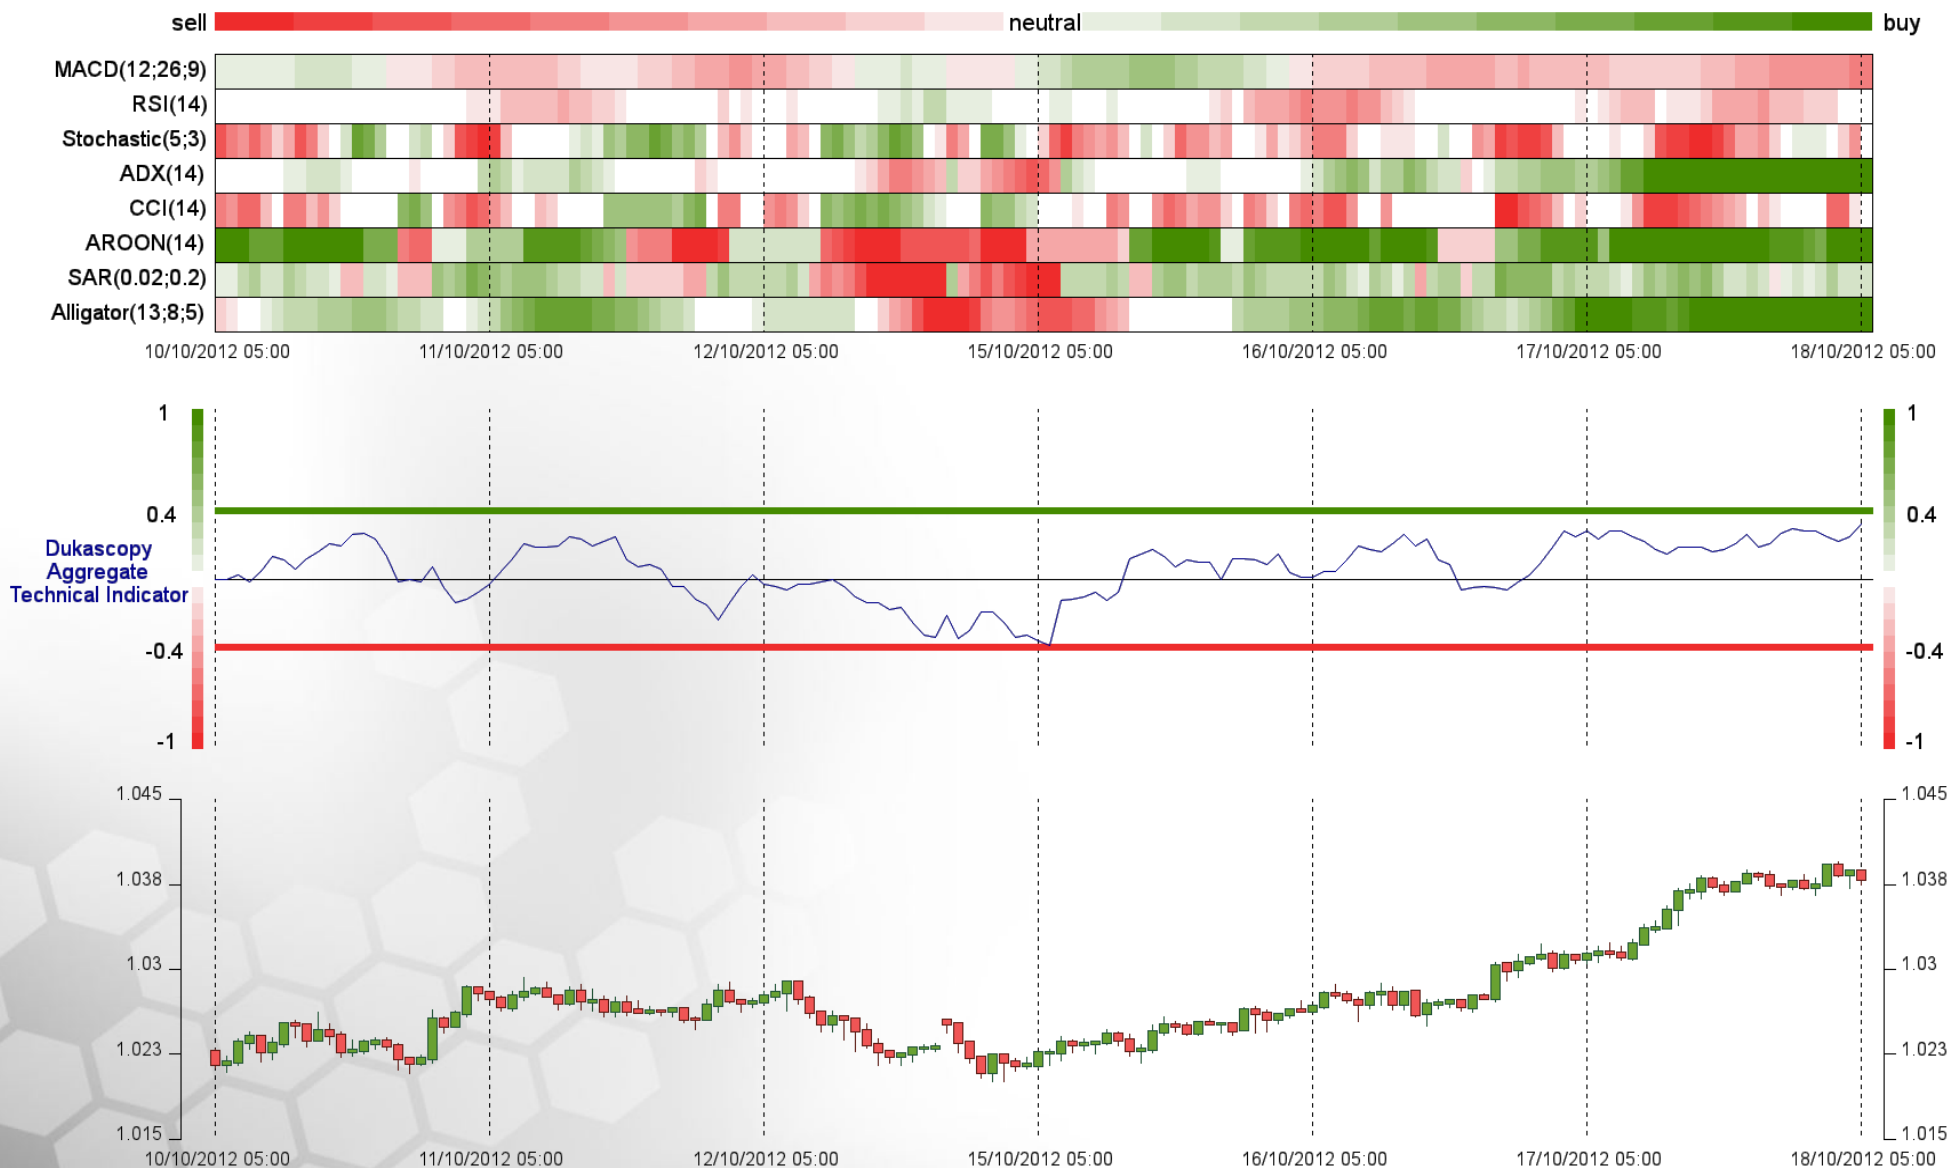 sell neutral buy
MACD(12;26;9)
RSI(14)
Stochastic(5;3)
ADX(14)
CCI(14)
AROON(14)
SAR(0.02;0.2)
Alligator(13;8;5)
10/10/2012 05:00 11/10/2012 05:00 12/10/2012 05:00 15/10/2012 05:00 16/10/2012 05:00 17/10/2012 05:00 18/10/2012 05:00
1 1
0.4 0.4
Dukascopy
Aggregate
Technical Indicator
-0.4 -0.4
-1 -1
1.045 1.045
1.038 1.038
1.03 1.03
1.023 1.023
1.015 1.015
10/10/2012 05:00 11/10/2012 05:00 12/10/2012 05:00 15/10/2012 05:00 16/10/2012 05:00 17/10/2012 05:00 18/10/2012 05:00